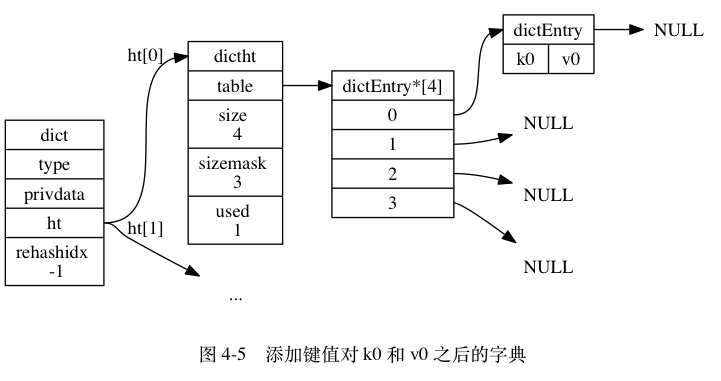 dict
type
privdata
ht
rehashidx
-1
ht[0]
ht[1]
dictht
table
size
4
sizemask
3
used
1
...
dictEntry*[4]
0
1
2
3
dictEntry
k0 v0
NULL
NULL
NULL
NULL
图 4-5 添加键值对 k0 和 v0 之后的字典